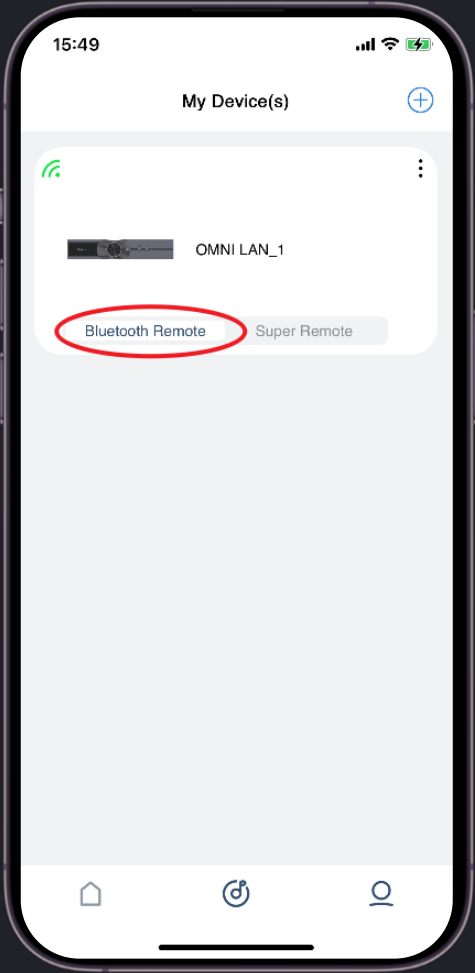 15:49
My Device(s)
OMNI LAN_1
Bluetooth Remote
Super Remote